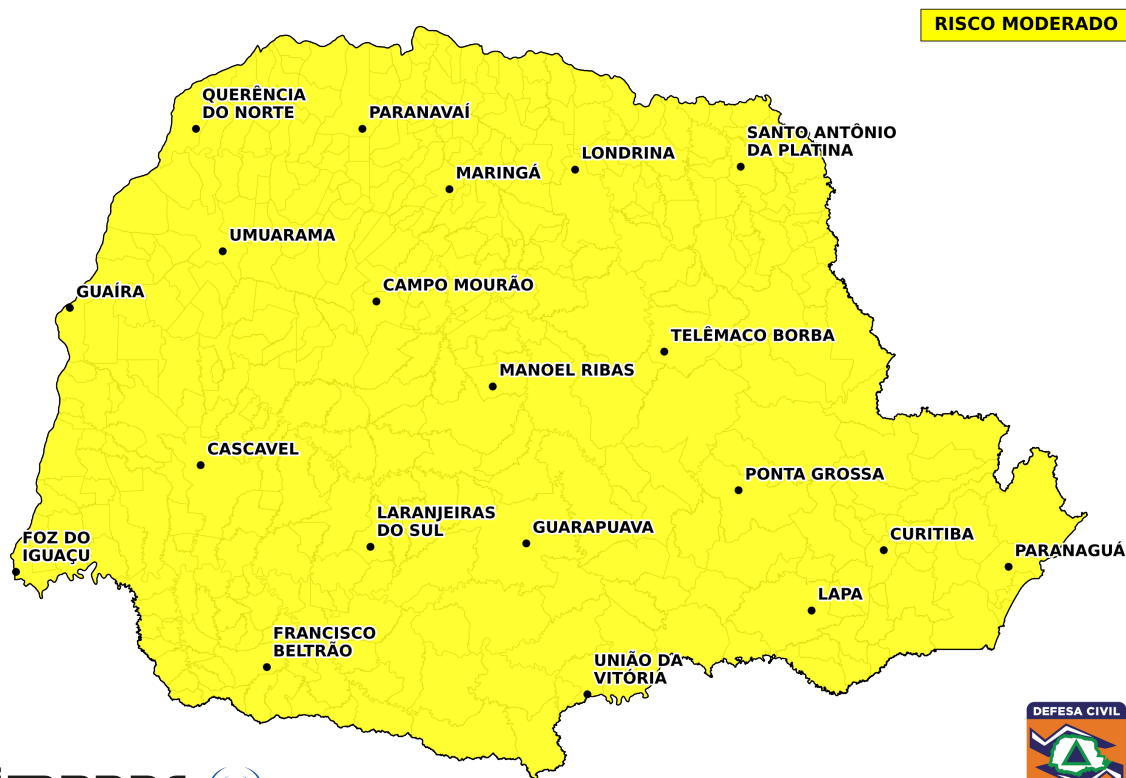 RISCO MODERADO
QUERÊNCIA
DO NORTE
PARANAVAÍ
SANTO ANTÔNIO
DA PLATINA
LONDRINA
MARINGÁ
UMUARAMA
CAMPO MOURÃO
GUAÍRA
TELÊMACO BORBA
MANOEL RIBAS
CASCAVEL
PONTA GROSSA
LARANJEIRAS
DO SUL
GUARAPUAVA
CURITIBA
FOZ DO
IGUAÇU
PARANAGUÁ
LAPA
FRANCISCO
BELTRÃO
UNIÃO DA
VITÓRIA
DEFESA CIVIL